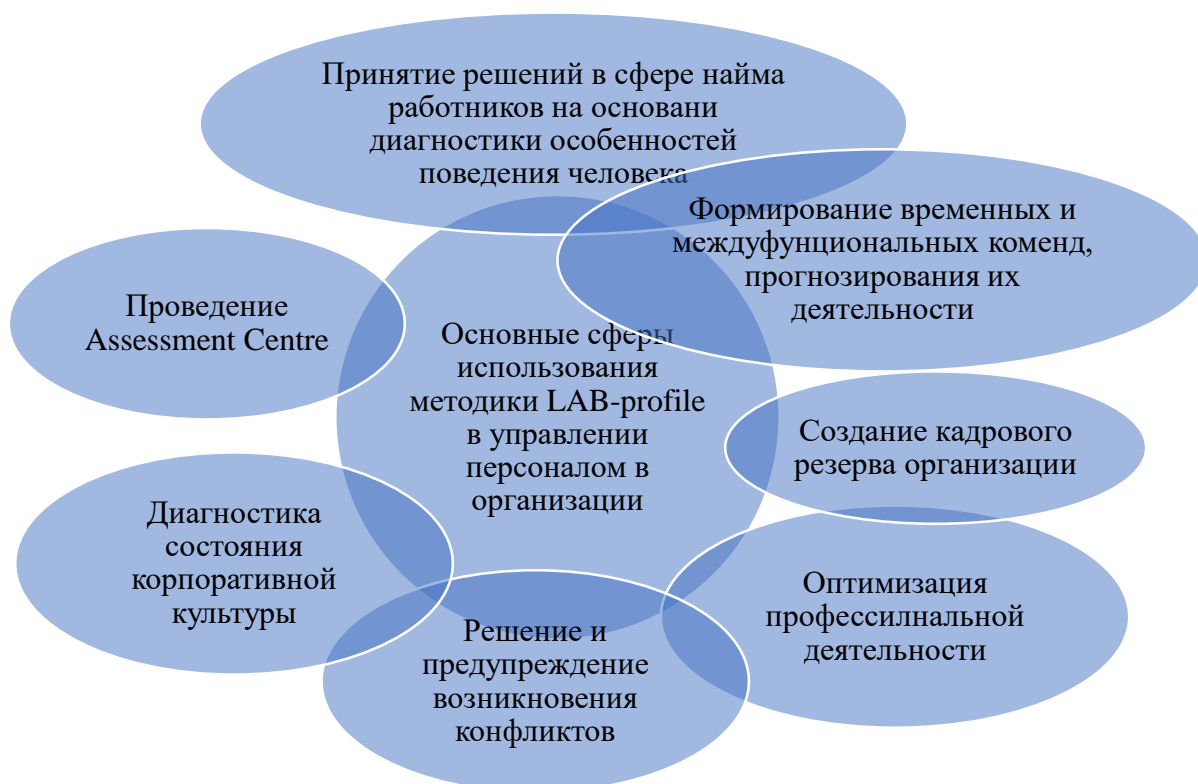 Принятие решений в сфере найма
работников на основани
диагностики особенностей
поведения человека
Формирование временных и
междуфунциональных коменд,
прогнозирования их
деятельности
Создание кадрового
резерва организации
Оптимизация
профессилнальной
деятельности
Решение и
предупреждение
возникновения
конфликтов
Диагностика
состояния
корпоративной
культуры
Проведение
Assessment Centre
Основные сферы
использования
методики LAB-profile
в управлении
персоналом в
организации